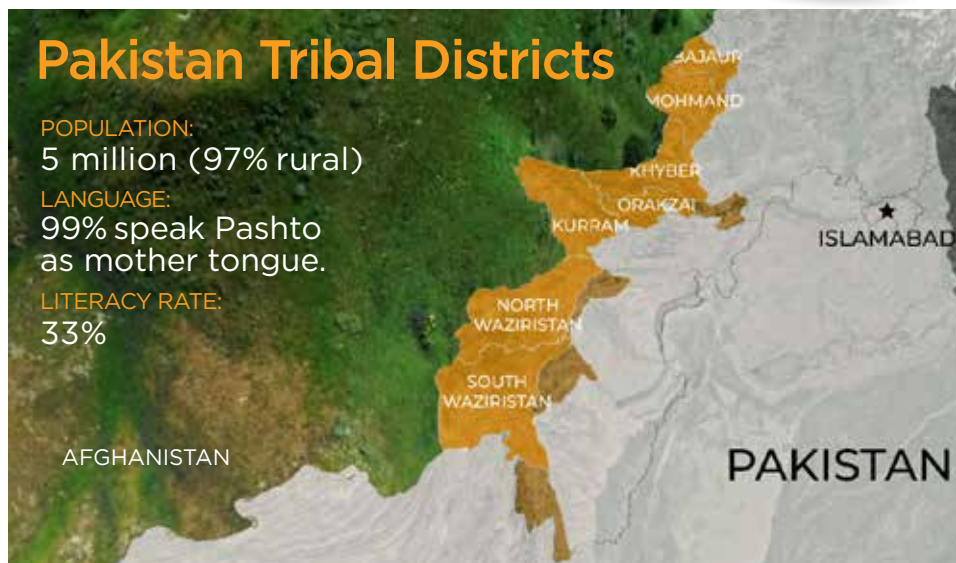 Pakistan Tribal Districts
POPULATION:
5 million (97% rural)
LANGUAGE:
99% speak Pashto
as mother tongue.
LITERACY RATE:
33%
BAJAUR
MOHMAND
KHYBER
ORAKZAI
KURRAM
ISLAMABAD
NORTH
WAZIRISTAN
SOUTH
WAZIRISTAN
AFGHANISTAN
PAKISTAN